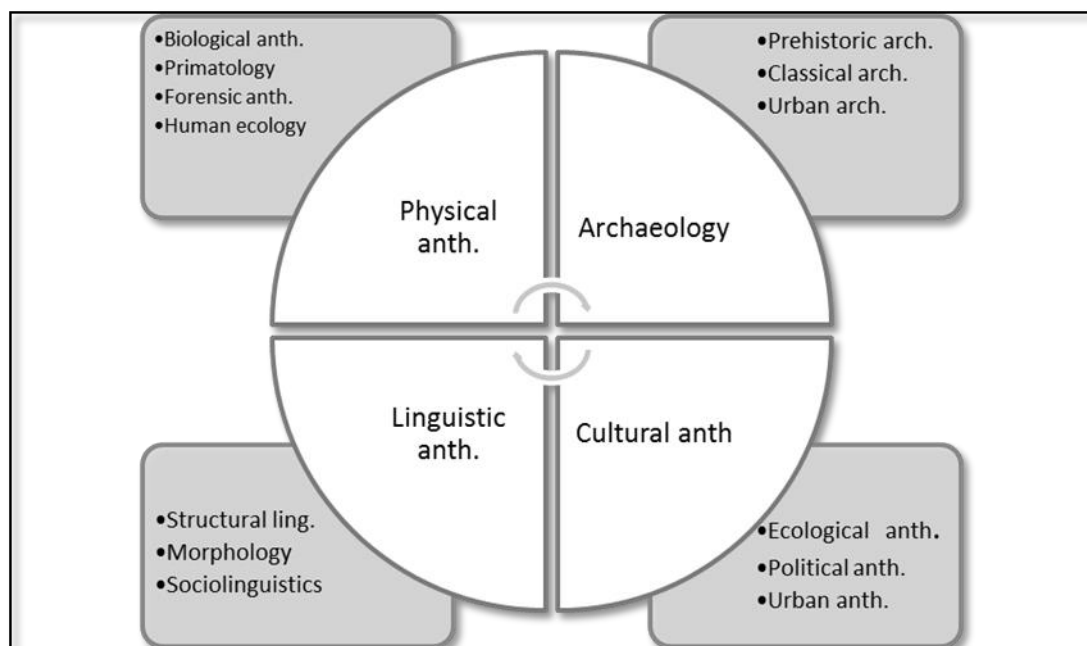 •Biological anth.
•Primatology
•Forensic anth.
•Human ecology
•Prehistoric arch.
•Classical arch.
•Urban arch.
Physical
anth.
Archaeology
Linguistic
anth.
Cultural anth
•Structural ling.
•Morphology
•Sociolinguistics
•Ecological anth.
•Political anth.
•Urban anth.